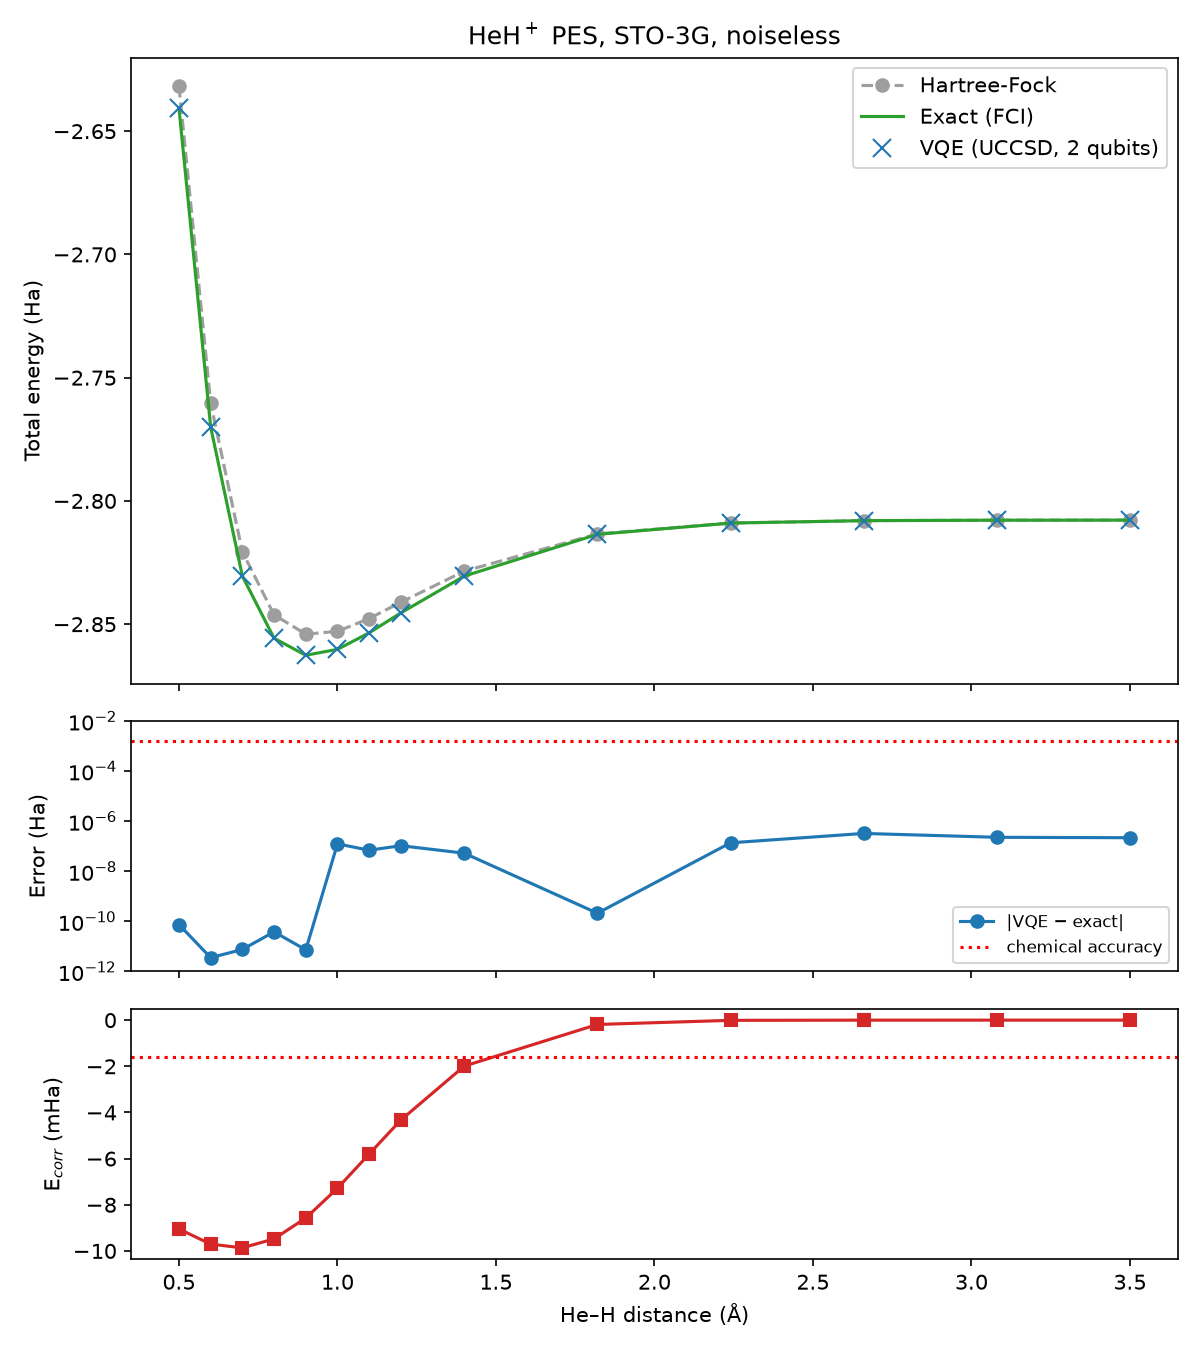 HeH⁺ PES, STO-3G, noiseless
Hartree-Fock
Exact (FCI)
VQE (UCCSD, 2 qubits)
Total energy (Ha)
−2.65
−2.70
−2.75
−2.80
−2.85
Error (Ha)
10⁻²
10⁻⁴
10⁻⁶
10⁻⁸
10⁻¹⁰
10⁻¹²
|VQE − exact|
chemical accuracy
E_corr (mHa)
0
−2
−4
−6
−8
−10
0.5 1.0 1.5 2.0 2.5 3.0 3.5
He–H distance (Å)